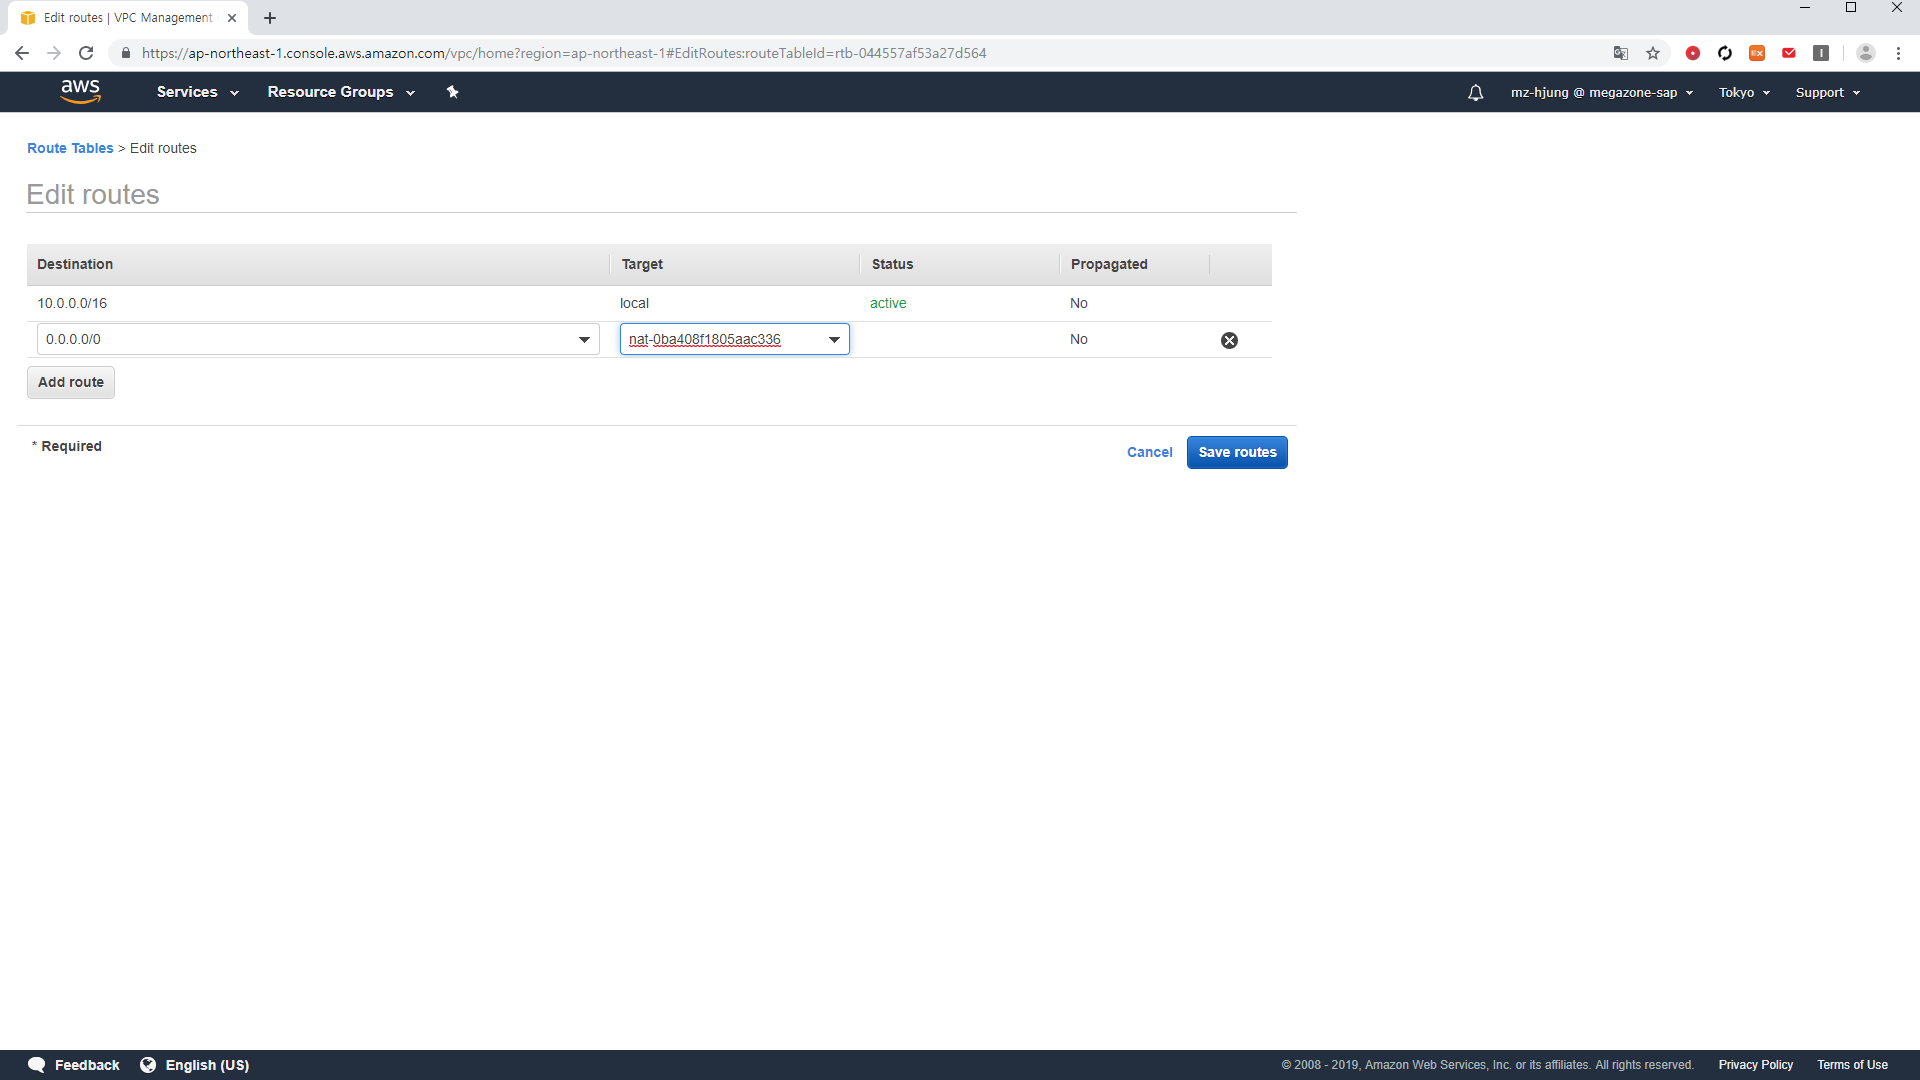 Edit routes | VPC Management
https://ap-northeast-1.console.aws.amazon.com/vpc/home?region=ap-northeast-1#EditRoutes:routeTableId=rtb-044557af53a27d564
aws Services Resource Groups mz-hjung @ megazone-sap Tokyo Support
Route Tables > Edit routes
Edit routes
Destination Target Status Propagated
10.0.0.0/16 local active No
0.0.0.0/0 nat-0ba408f1805aac336 No
Add route
* Required
Cancel Save routes
Feedback English (US) © 2008 - 2019, Amazon Web Services, Inc. or its affiliates. All rights reserved. Privacy Policy Terms of Use